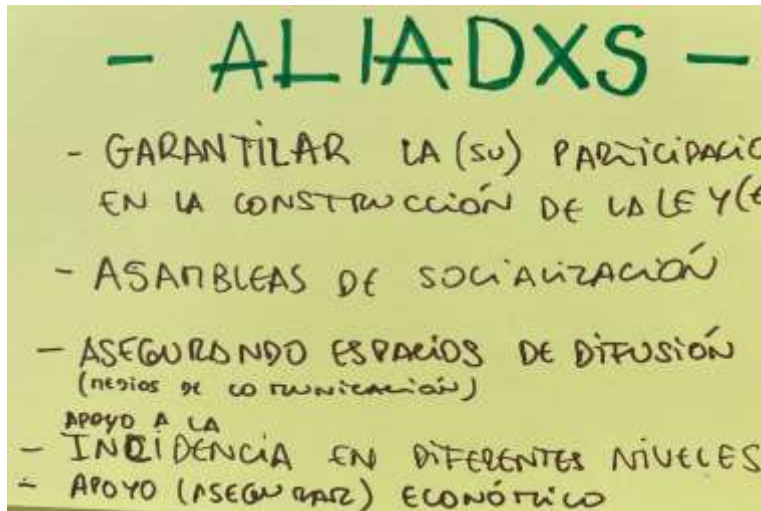 - ALIADXS -
- GARANTILAR LA (SU) PARTICIPACIO
EN LA CONSTRUCCIÓN DE LA LEY (E
- ASAMBLEAS DE SOCIALIZACIÓN
- ASEGURANDO ESPACIOS DE DIFUSIÓN
(MEDIOS DE COMUNICACIÓN)
APOYO A LA
- INCIDENCIA EN DIFERENTES NIVELES
- APOYO (ASEGURAR) ECONÓMICO